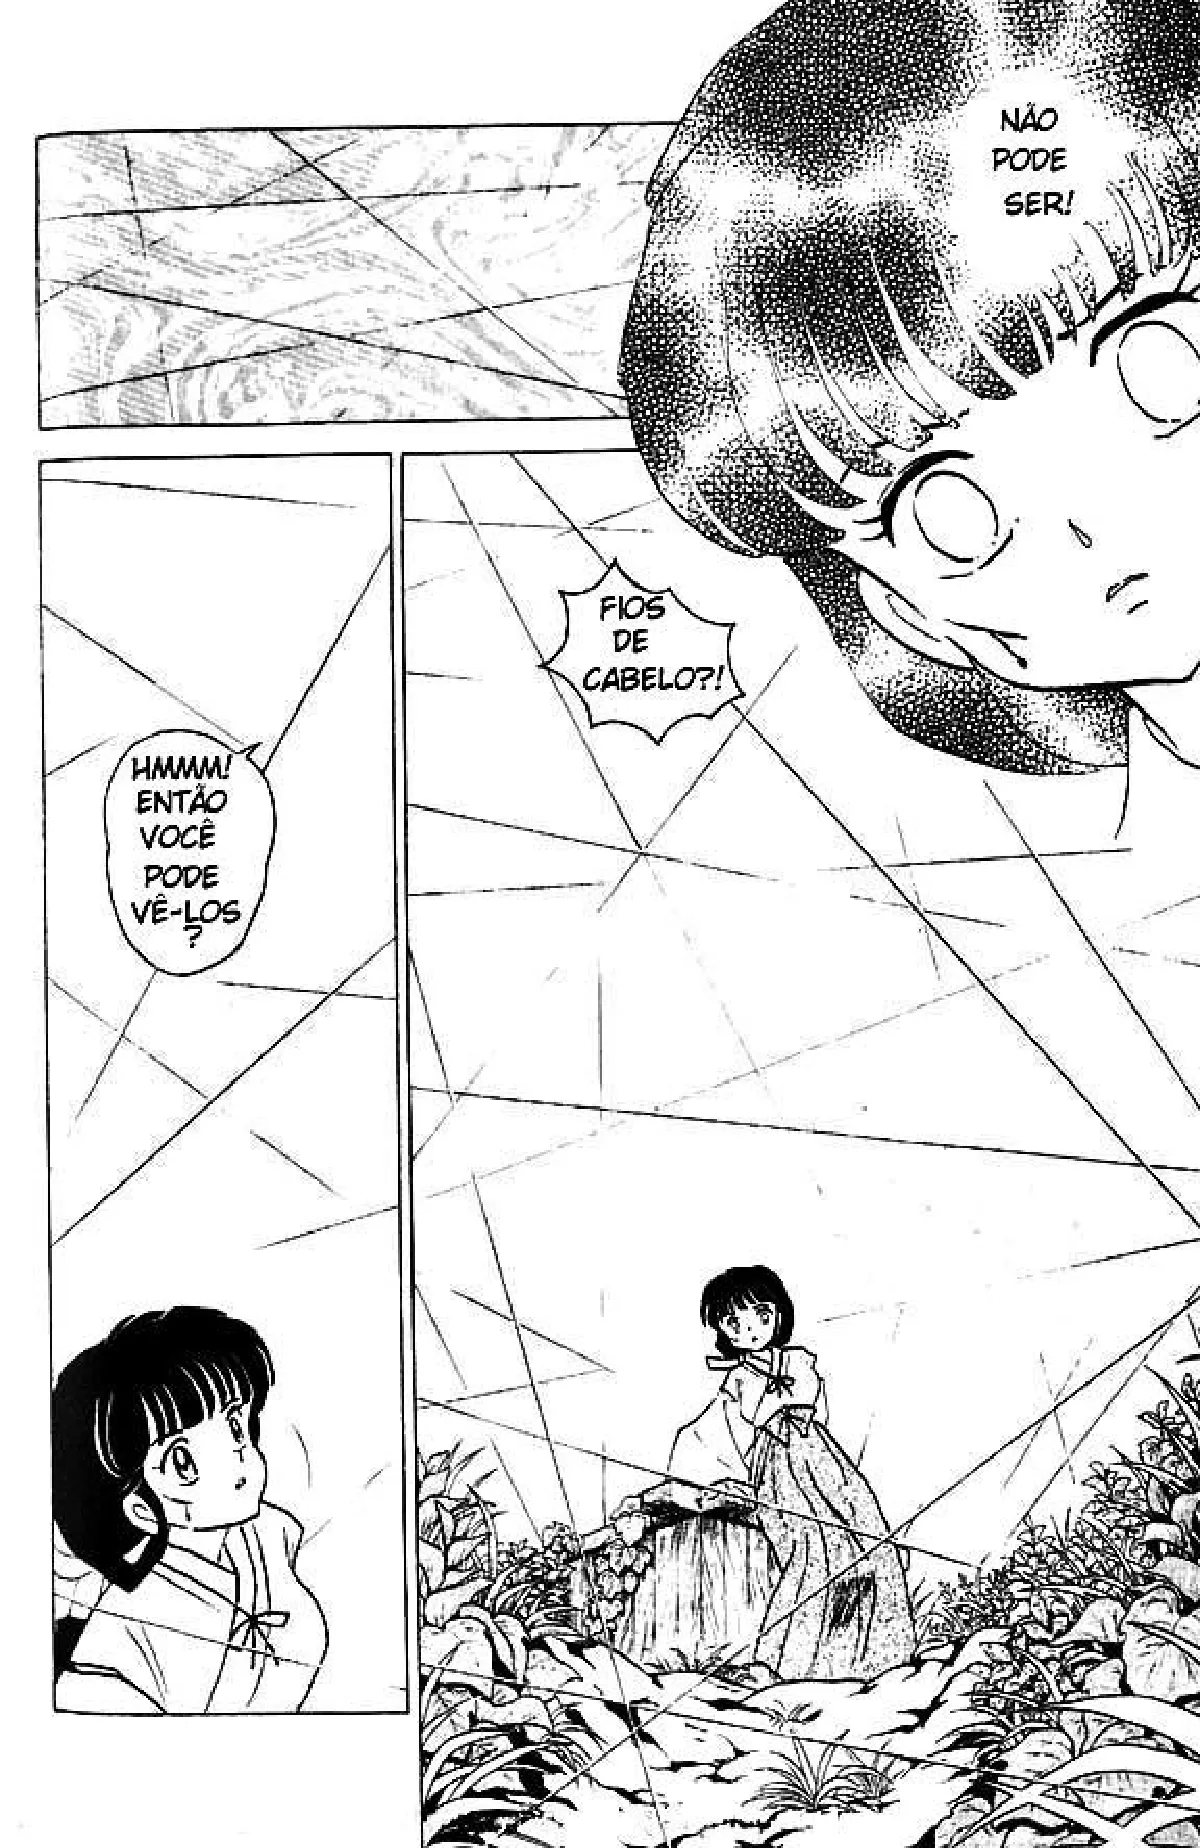 NÃO
PODE
SER!
FIOS
DE
CABELO?!
HMMM!
ENTÃO
VOCÊ
PODE
VÊ-LOS
?